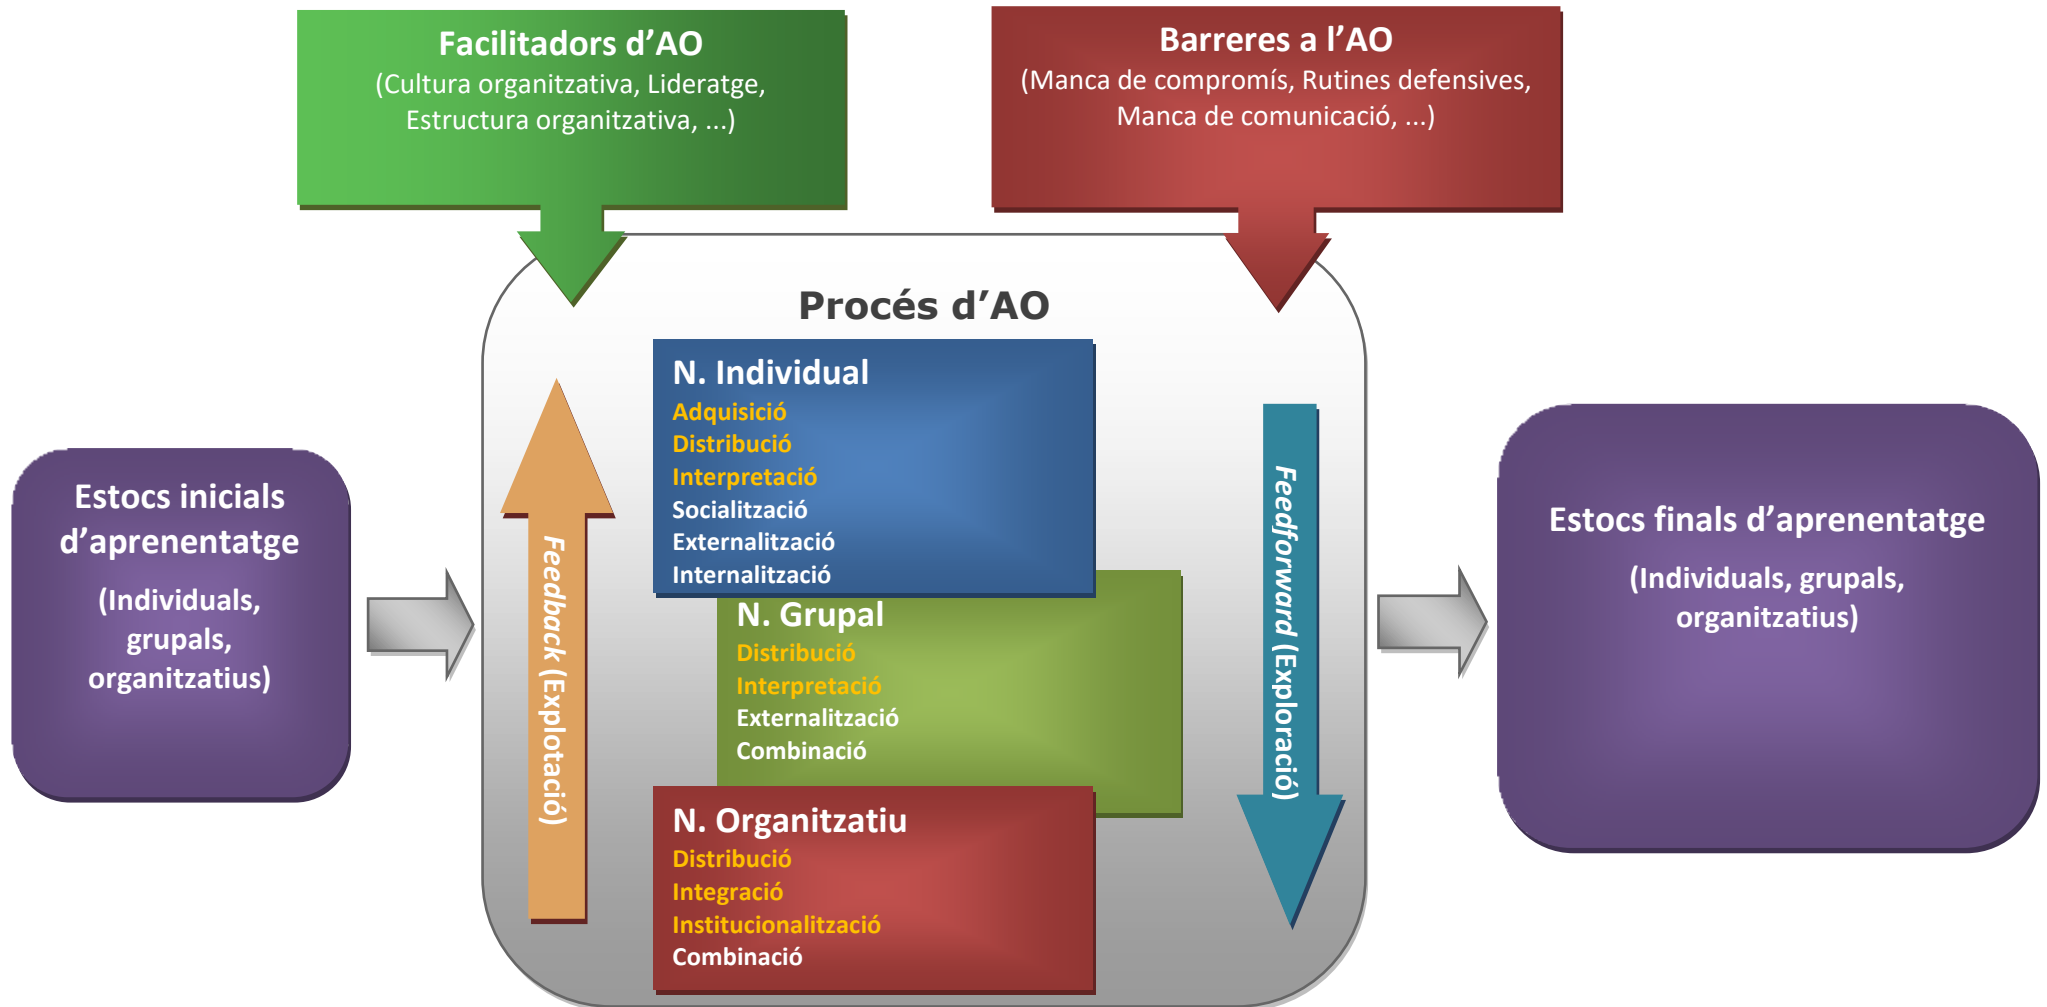 Facilitadors d’AO
(Cultura organitzativa, Lideratge,
Estructura organitzativa, ...)
Barreres a l’AO
(Manca de compromís, Rutines defensives,
Manca de comunicació, ...)
Procés d’AO
Estocs inicials
d’aprenentatge
(Individuals,
grupals,
organitzatius)
Feedback (Explotació)
N. Individual
Adquisició
Distribució
Interpretació
Socialització
Externalització
Internalització
N. Grupal
Distribució
Interpretació
Externalització
Combinació
N. Organitzatiu
Distribució
Integració
Institucionalització
Combinació
Feedforward (Exploració)
Estocs finals d’aprenentatge
(Individuals, grupals,
organitzatius)